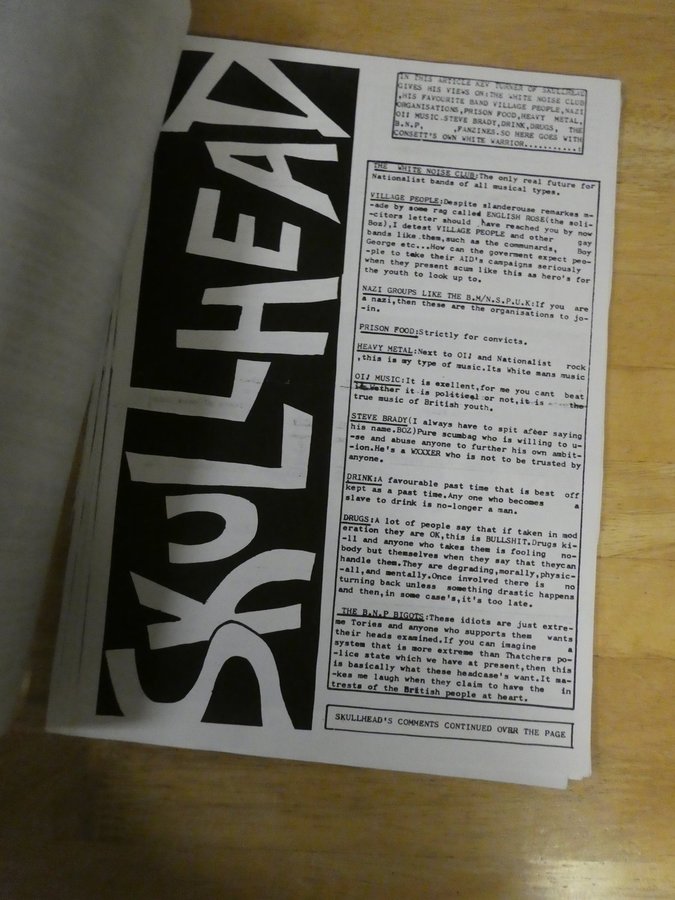 SKULLHEAD
IN THIS ARTICLE KEV TURNER OF SKULLHEAD
GIVES HIS VIEWS ON:THE WHITE NOISE CLUB
,HIS FAVOURITE BAND VILLAGE PEOPLE,NAZI
ORGANISATIONS,PRISON FOOD,HEAVY METAL,
OI! MUSIC.STEVE BRADY,DRINK,DRUGS, THE
B.N.P, ,FANZINES.SO HERE GOES WITH
CONSETT'S OWN WHITE WARRIOR...........:
THE WHITE NOISE CLUB:The only real future for
Nationalist bands of all musical types.
VILLAGE PEOPLE:Despite slanderouse remarkes m-
-ade by some rag called ENGLISH ROSE(the soli-
-citors letter should have reached you by now
Boz),I detest VILLAGE PEOPLE and other gay
bands like them,such as the communards, Boy
George etc...How can the goverment expect peo-
-ple to take their AID's campaigns seriously
when they present scum like this as hero's for
the youth to look up to.
NAZI GROUPS LIKE THE B.M/N.S.P.U.K:If you are
a nazi,then these are the organisations to jo-
-in.
PRISON FOOD:Strictly for convicts.
HEAVY METAL:Next to OI! and Nationalist rock
,this is my type of music.Its White mans music
OI! MUSIC:It is exellent,for me you cant beat
it,wether it is political or not,it is the
true music of British youth.
STEVE BRADY(I always have to spit after saying
his name.BOZ)Pure scumbag who is willing to u-
-se and abuse anyone to further his own ambit-
-ion.He's a WXXXER who is not to be trusted by
anyone.
DRINK:A favourable past time that is best off
kept as a past time.Any one who becomes a
slave to drink is no-longer a man.
DRUGS:A lot of people say that if taken in mod
eration they are OK,this is BULLSHIT.Drugs ki-
-ll and anyone who takes them is fooling no-
body but themselves when they say that theycan
handle them.They are degrading,morally,physic-
-all,and mentally.Once involved there is no
turning back unless something drastic happens
and then,in some case's,it's too late.
THE B.N.P BIGOTS:These idiots are just extre-
me Tories and anyone who supports them wants
their heads examined.If you can imagine a
system that is more extreme than Thatchers po-
-lice state which we have at present,then this
is basically what these headcase's want.It ma-
-kes me laugh when they claim to have the in
trests of the British people at heart.
SKULLHEAD'S COMMENTS CONTINUED OVER THE PAGE